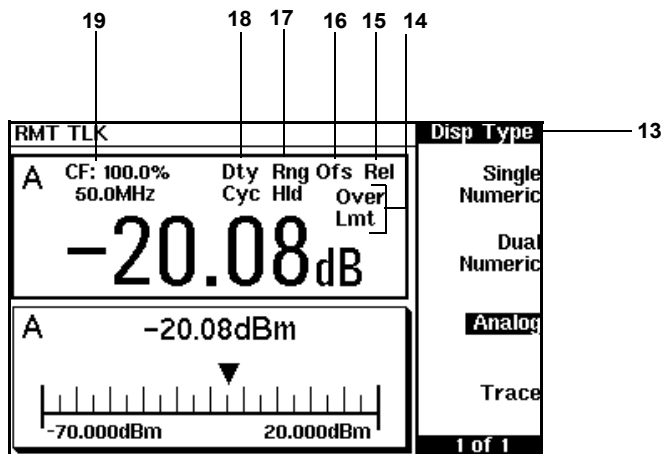 19 18 17 16 15 14
13
RMT TLK
Disp Type
A CF: 100.0% Dty Rng Ofs Rel
50.0MHz Cyc Hld Over
Lmt
-20.08dB
Single
Numeric
Dual
Numeric
Analog
Trace
1 of 1
A -20.08dBm
-70.000dBm 20.000dBm